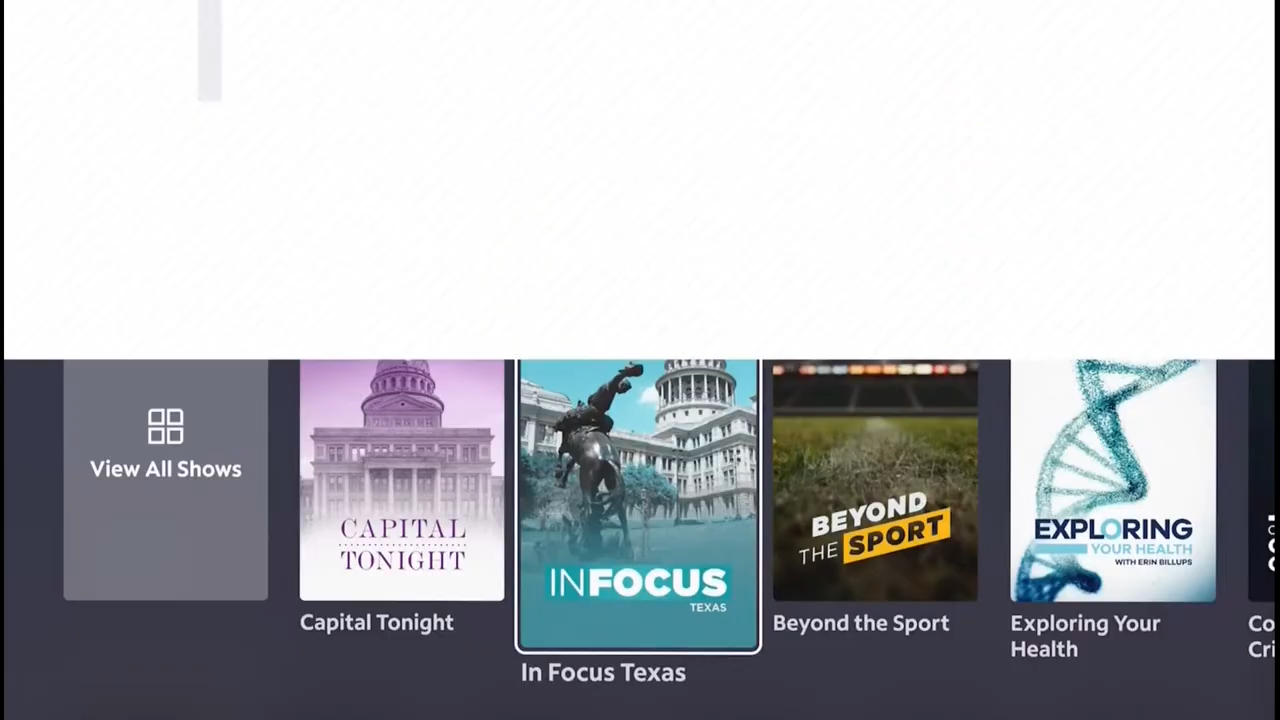 View All Shows
CAPITAL
TONIGHT
Capital Tonight
INFOCUS
TEXAS
In Focus Texas
BEYOND
THE SPORT
Beyond the Sport
EXPLORING
YOUR HEALTH
WITH ERIN BILLUPS
Exploring Your
Health